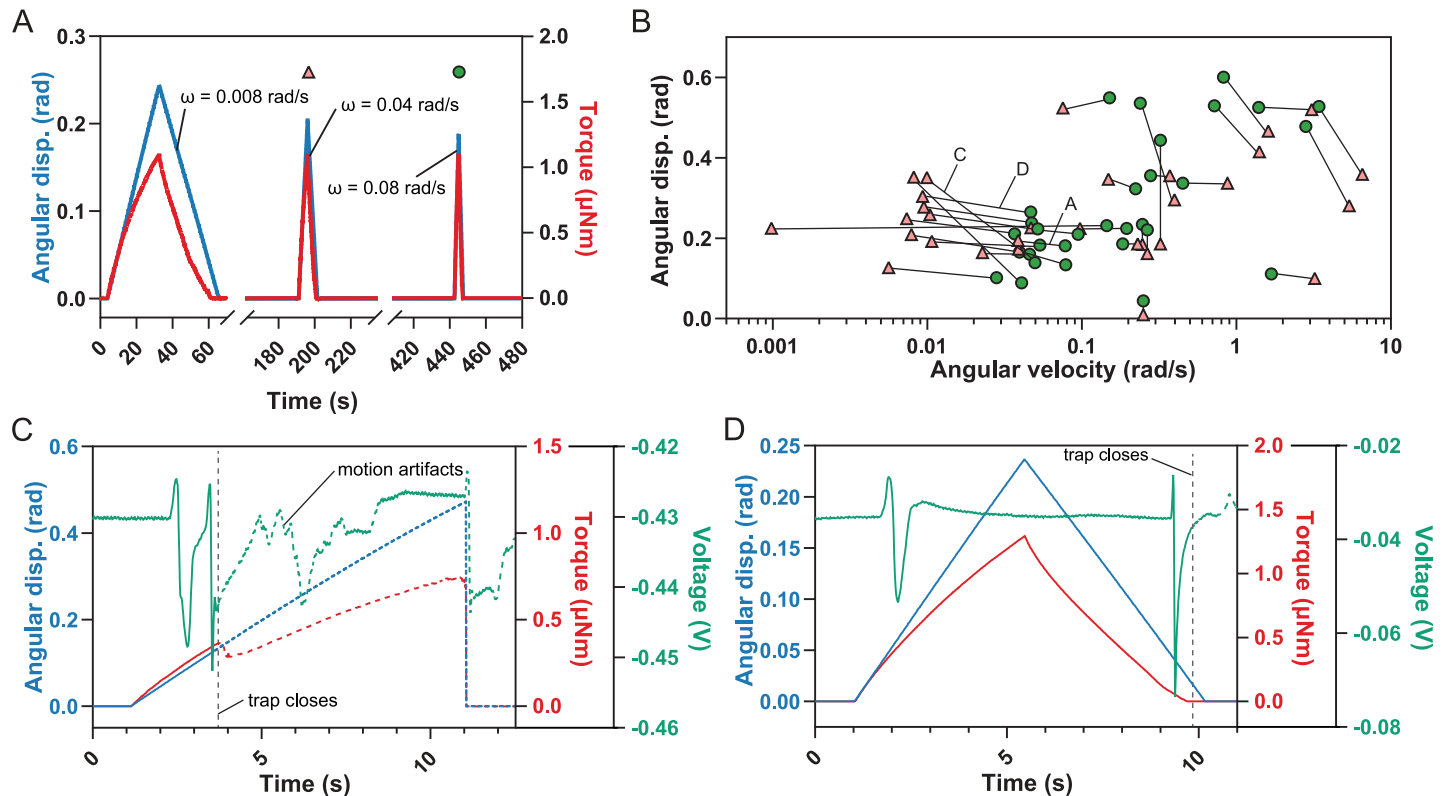 A
Angular disp. (rad)
0.3
0.2
0.1
0.0
ω = 0.008 rad/s
ω = 0.04 rad/s
ω = 0.08 rad/s
2.0
1.5
1.0
0.5
0.0
Torque (µNm)
0 20 40 60 180 200 220 420 440 460 480
Time (s)
B
Angular disp. (rad)
0.6
0.4
0.2
0.0
C
D
A
0.001 0.01 0.1 1 10
Angular velocity (rad/s)
C
Angular disp. (rad)
0.6
0.4
0.2
0.0
motion artifacts
trap closes
1.5
1.0
0.5
0.0
Torque (µNm)
-0.42
-0.43
-0.44
-0.45
-0.46
Voltage (V)
0 5 10
Time (s)
D
Angular disp. (rad)
0.25
0.20
0.15
0.10
0.05
0.00
trap closes
2.0
1.5
1.0
0.5
0.0
Torque (µNm)
-0.02
-0.04
-0.06
-0.08
Voltage (V)
0 5 10
Time (s)